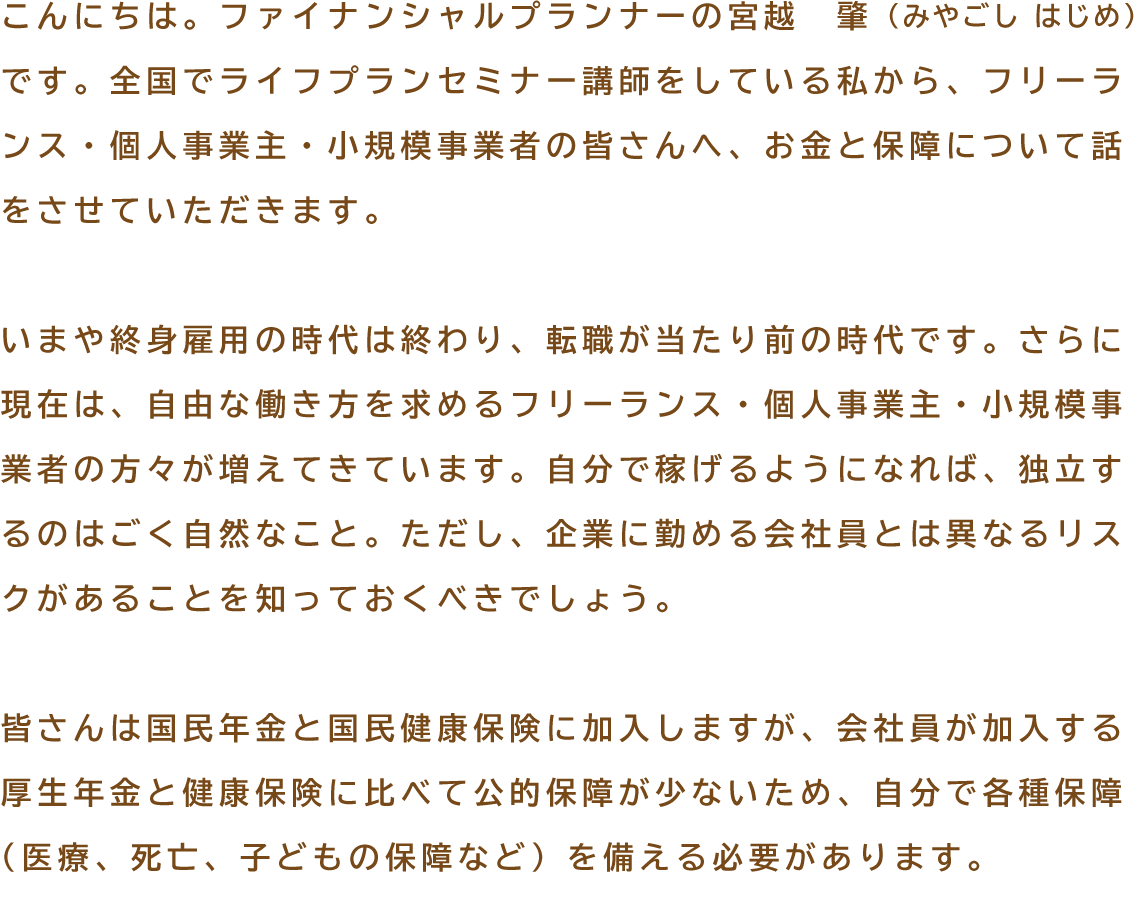 こんにちは。ファイナンシャルプランナーの宮越　肇（みやごし はじめ）
です。全国でライフプランセミナー講師をしている私から、フリーラ
ンス・個人事業主・小規模事業者の皆さんへ、お金と保障について話
をさせていただきます。
いまや終身雇用の時代は終わり、転職が当たり前の時代です。さらに
現在は、自由な働き方を求めるフリーランス・個人事業主・小規模事
業者の方々が増えてきています。自分で稼げるようになれば、独立す
るのはごく自然なこと。ただし、企業に勤める会社員とは異なるリス
クがあることを知っておくべきでしょう。
皆さんは国民年金と国民健康保険に加入しますが、会社員が加入する
厚生年金と健康保険に比べて公的保障が少ないため、自分で各種保障
(医療、死亡、子どもの保障など）を備える必要があります。